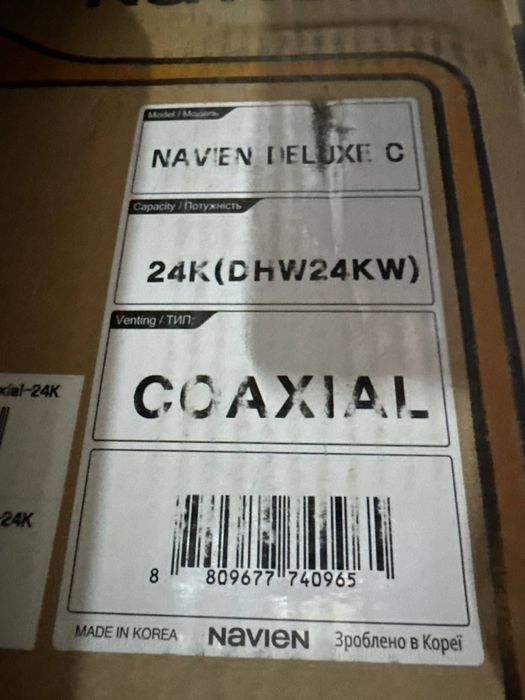 Model / Модель
NAVIEN DELUXE C
Capacity / Потужність
24K(DHW24KW)
Venting / ТИП:
COAXIAL
xial-24K
-24K
8 809677 740965
MADE IN KOREA NAVIEN Зроблено в Кореї